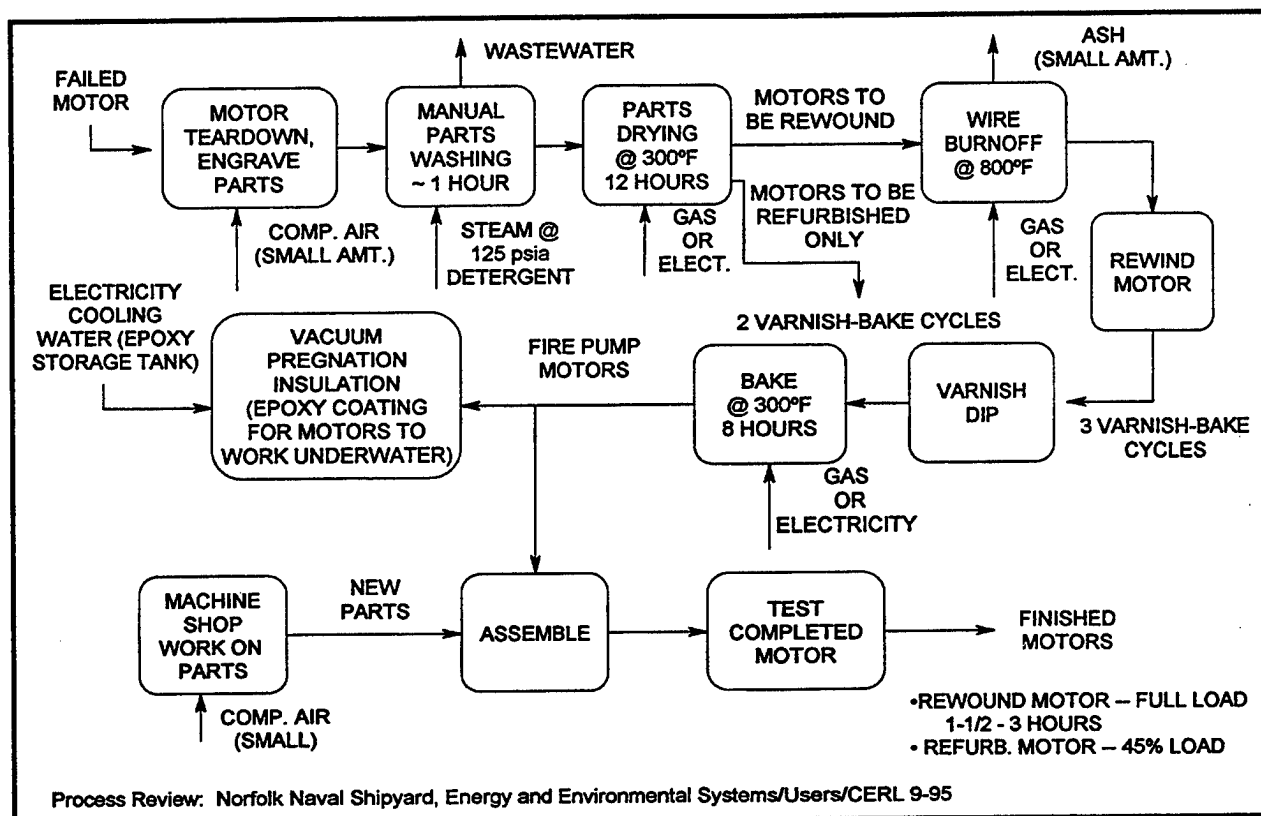 WASTEWATER
ASH
(SMALL AMT.)
FAILED
MOTOR
MOTOR
TEARDOWN,
ENGRAVE
PARTS
MANUAL
PARTS
WASHING
~ 1 HOUR
PARTS
DRYING
@ 300ºF
12 HOURS
MOTORS TO
BE REWOUND
WIRE
BURNOFF
@ 800ºF
MOTORS TO BE
REFURBISHED
ONLY
COMP. AIR
(SMALL AMT.)
STEAM @
125 psia
DETERGENT
GAS
OR
ELECT.
GAS
OR
ELECT.
REWIND
MOTOR
ELECTRICITY
COOLING
WATER (EPOXY
STORAGE TANK)
VACUUM
PREGNATION
INSULATION
(EPOXY COATING
FOR MOTORS TO
WORK UNDERWATER)
FIRE PUMP
MOTORS
2 VARNISH-BAKE CYCLES
BAKE
@ 300ºF
8 HOURS
VARNISH
DIP
3 VARNISH-BAKE
CYCLES
GAS
OR
ELECTRICITY
MACHINE
SHOP
WORK ON
PARTS
NEW
PARTS
ASSEMBLE
TEST
COMPLETED
MOTOR
FINISHED
MOTORS
COMP. AIR
(SMALL)
•REWOUND MOTOR – FULL LOAD
1-1/2 - 3 HOURS
• REFURB. MOTOR – 45% LOAD
Process Review: Norfolk Naval Shipyard, Energy and Environmental Systems/Users/CERL 9-95